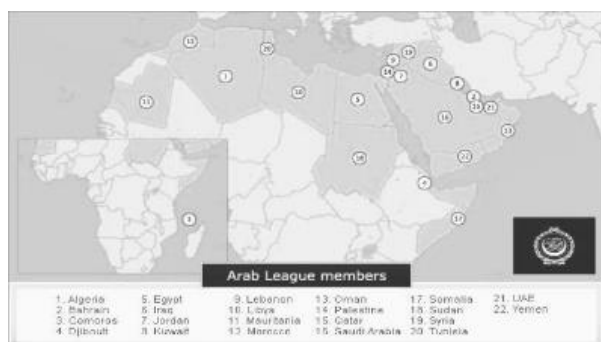 Arab League members
1. Algeria 5. Egypt 9. Lebanon 13. Oman 17. Somalia 21. UAE
2. Bahrain 6. Iraq 10. Libya 14. Palestine 18. Sudan 22. Yemen
3. Comoros 7. Jordan 11. Mauritania 15. Qatar 19. Syria
4. Djibouti 8. Kuwait 12. Morocco 16. Saudi Arabia 20. Tunisia